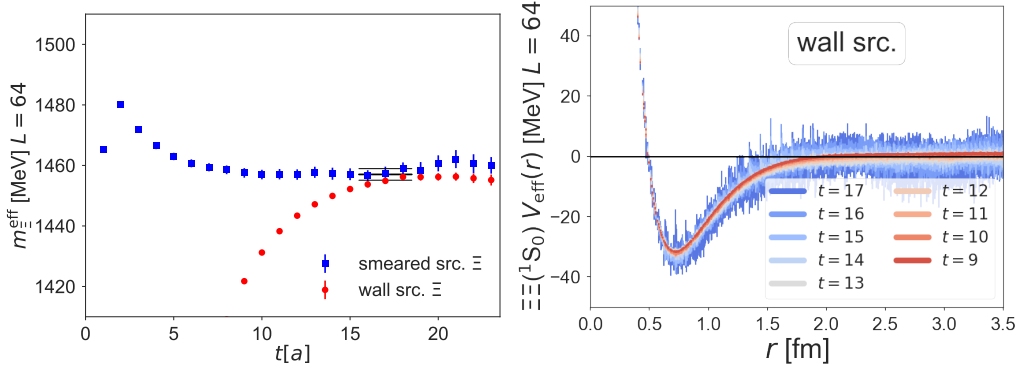 1500
1480
1460
1440
1420
0
5
10
15
20
t[a]
m_Ξ^eff [MeV] L = 64
smeared src. Ξ
wall src. Ξ
40
20
0
−20
−40
0.0
0.5
1.0
1.5
2.0
2.5
3.0
3.5
r [fm]
ΞΞ(¹S₀) V_eff(r) [MeV] L = 64
wall src.
t = 17
t = 16
t = 15
t = 14
t = 13
t = 12
t = 11
t = 10
t = 9